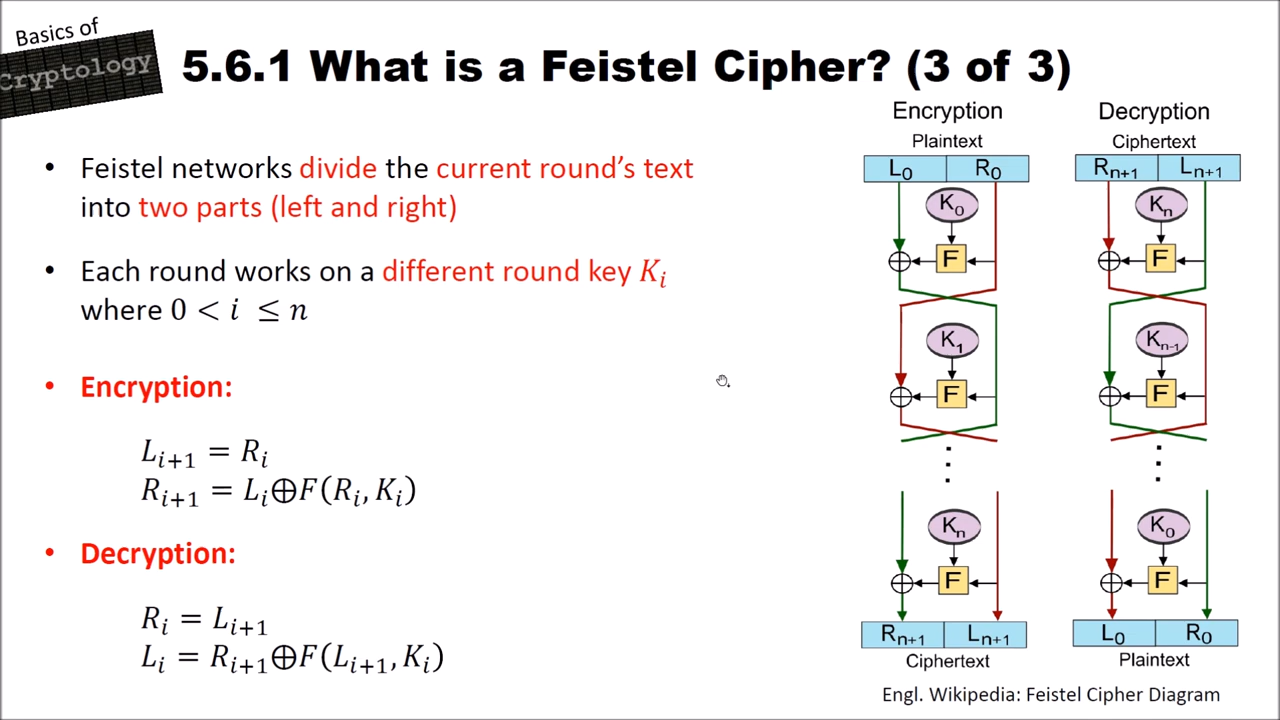 Basics of
Cryptology
5.6.1 What is a Feistel Cipher? (3 of 3)
• Feistel networks divide the current round's text
into two parts (left and right)
• Each round works on a different round key Kᵢ
where 0 < i ≤ n
• Encryption:
Lᵢ₊₁ = Rᵢ
Rᵢ₊₁ = Lᵢ⊕F(Rᵢ, Kᵢ)
• Decryption:
Rᵢ = Lᵢ₊₁
Lᵢ = Rᵢ₊₁⊕F(Lᵢ₊₁, Kᵢ)
Encryption
Plaintext
L₀ R₀
K₀
F
K₁
F
⋮
Kₙ
F
Rₙ₊₁ Lₙ₊₁
Ciphertext
Decryption
Ciphertext
Rₙ₊₁ Lₙ₊₁
Kₙ
F
Kₙ₋₁
F
⋮
K₀
F
L₀ R₀
Plaintext
Engl. Wikipedia: Feistel Cipher Diagram